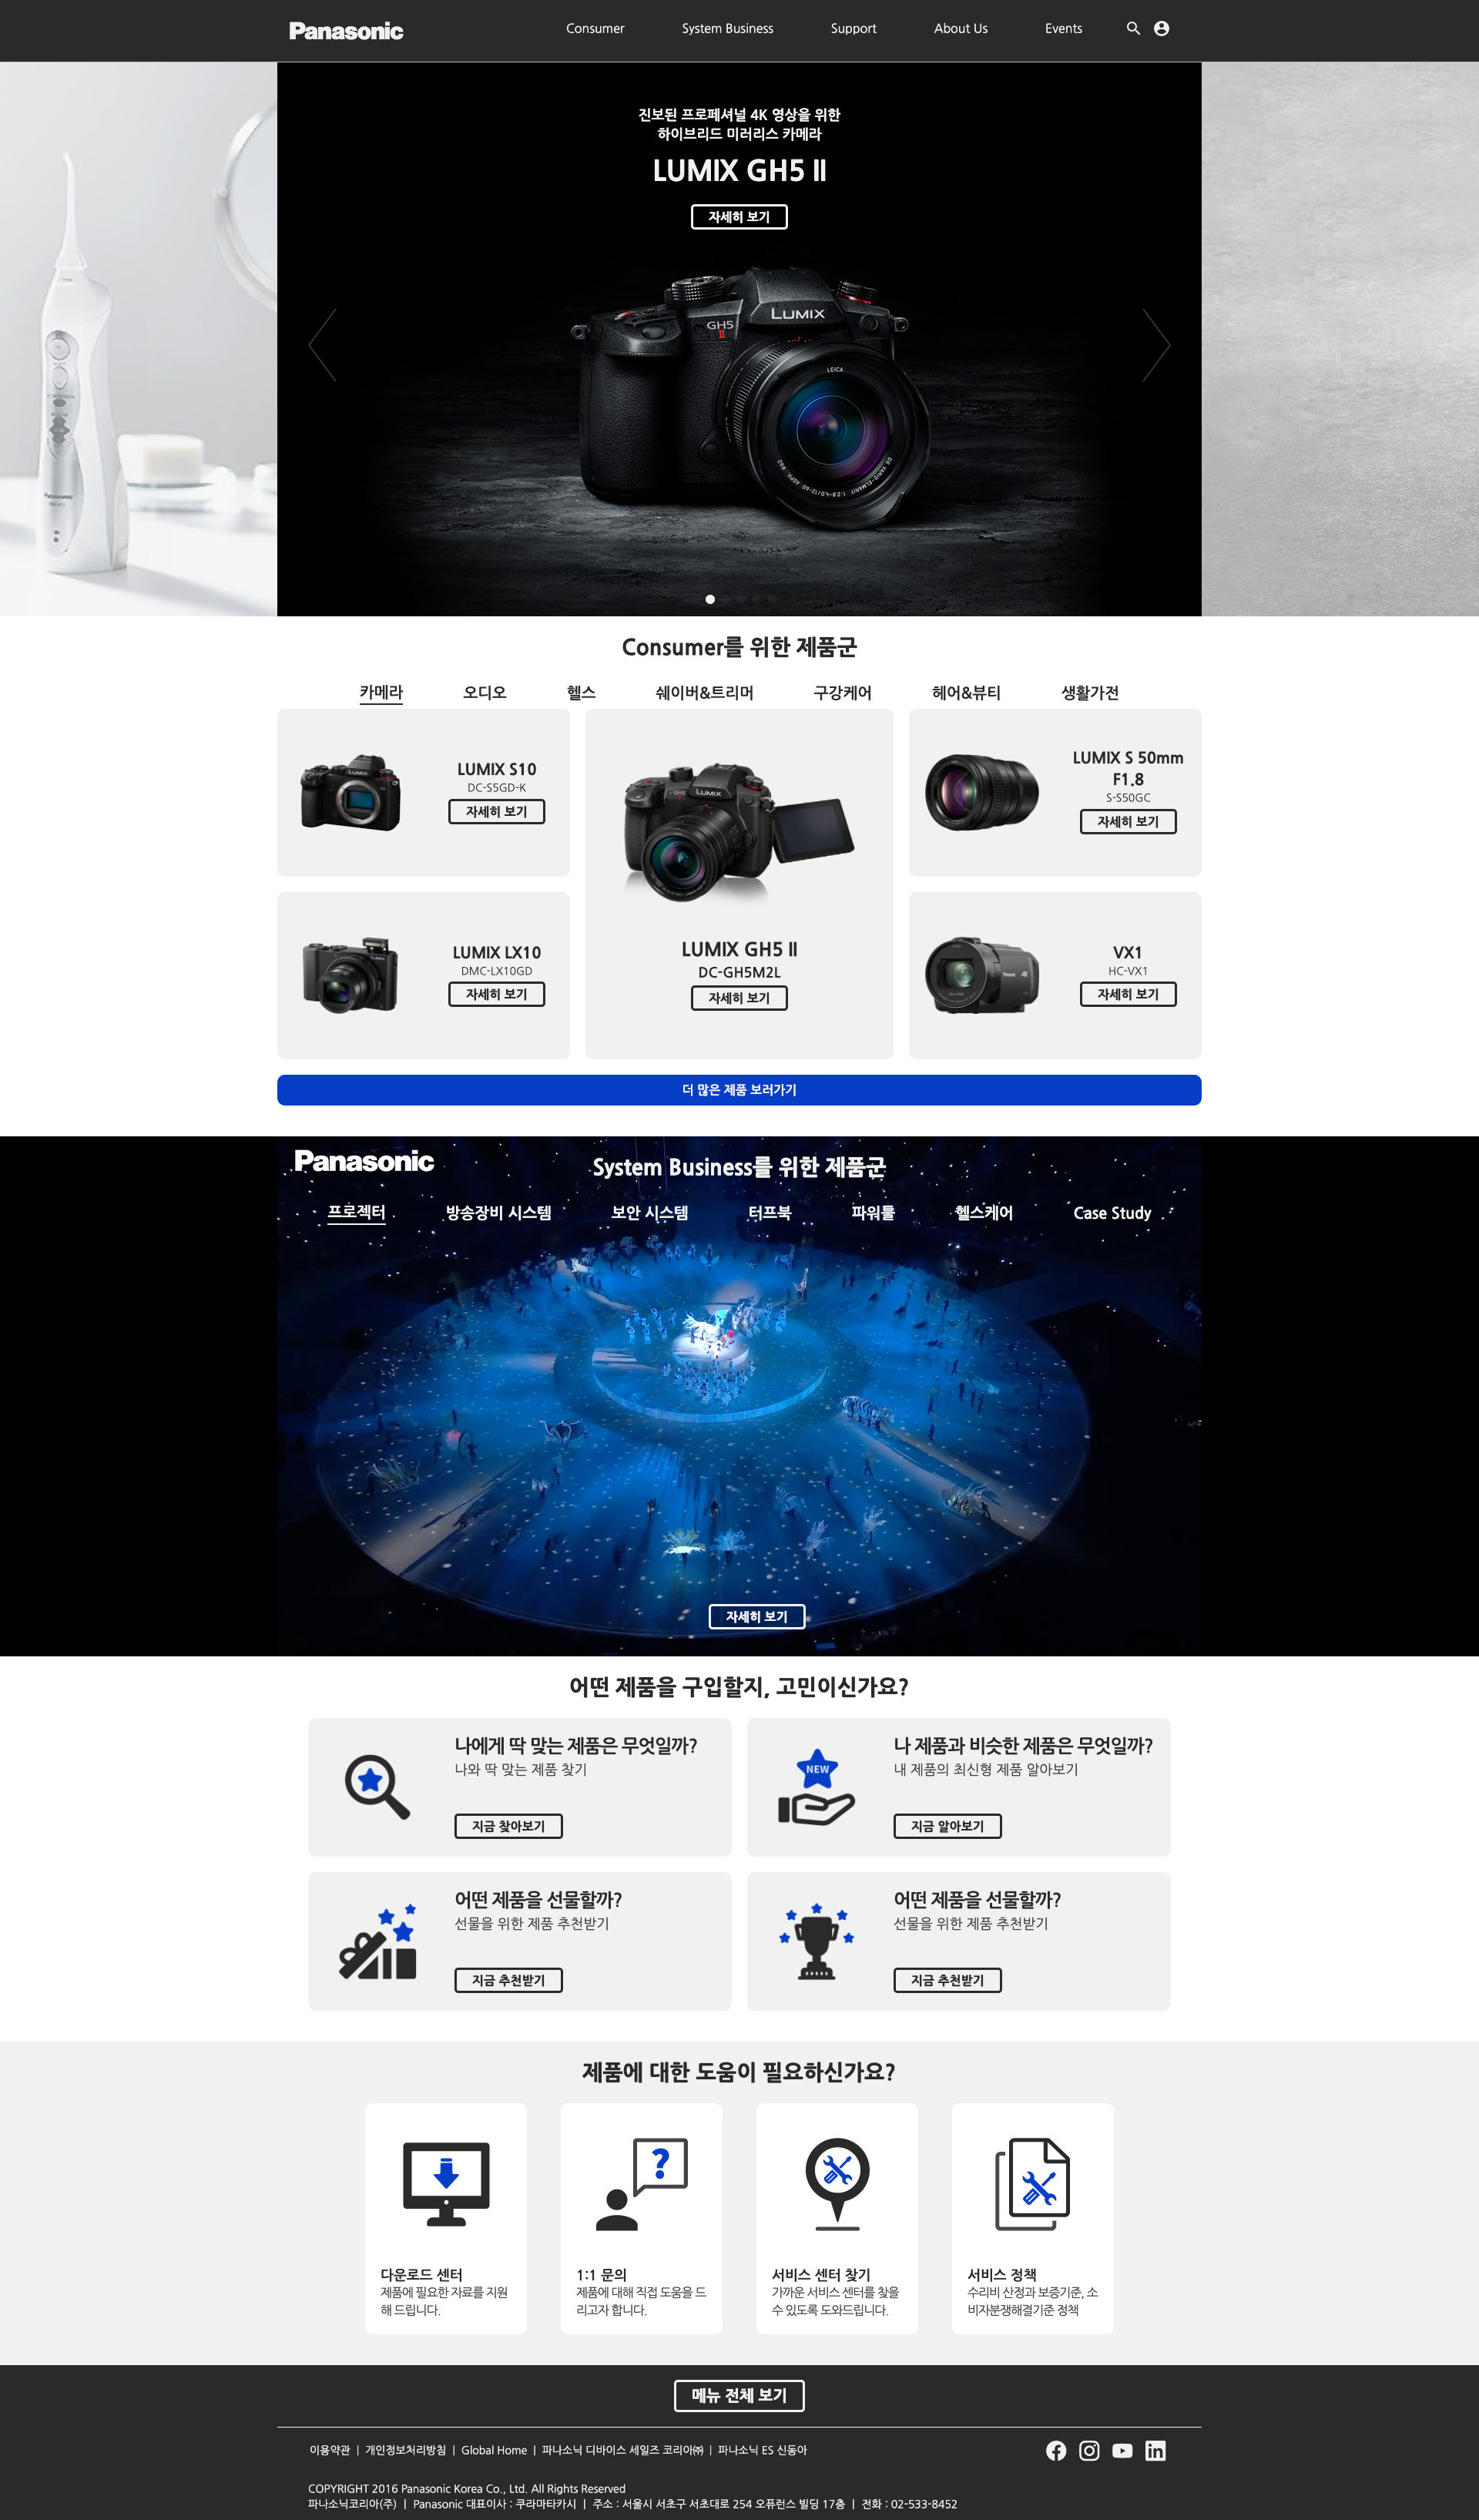 Panasonic
Consumer
System Business
Support
About Us
Events
진보된 프로페셔널 4K 영상을 위한
하이브리드 미러리스 카메라
LUMIX GH5 II
자세히 보기
GH5
II
LUMIX
LEICA
DG VARIO-ELMARIT 1:2.8-4.0/12-60 ASPH. Φ62
Panasonic
Consumer를 위한 제품군
카메라
오디오
헬스
쉐이버&트리머
구강케어
헤어&뷰티
생활가전
LUMIX S10
DC-S5GD-K
자세히 보기
LUMIX LX10
DMC-LX10GD
자세히 보기
LUMIX
LUMIX GH5 II
DC-GH5M2L
자세히 보기
LUMIX S 50mm
F1.8
S-S50GC
자세히 보기
VX1
HC-VX1
자세히 보기
더 많은 제품 보러가기
Panasonic
System Business를 위한 제품군
프로젝터
방송장비 시스템
보안 시스템
터프북
파워툴
헬스케어
Case Study
자세히 보기
어떤 제품을 구입할지, 고민이신가요?
나에게 딱 맞는 제품은 무엇일까?
나와 딱 맞는 제품 찾기
지금 찾아보기
NEW
나 제품과 비슷한 제품은 무엇일까?
내 제품의 최신형 제품 알아보기
지금 알아보기
어떤 제품을 선물할까?
선물을 위한 제품 추천받기
지금 추천받기
어떤 제품을 선물할까?
선물을 위한 제품 추천받기
지금 추천받기
제품에 대한 도움이 필요하신가요?
다운로드 센터
제품에 필요한 자료를 지원
해 드립니다.
?
1:1 문의
제품에 대해 직접 도움을 드
리고자 합니다.
서비스 센터 찾기
가까운 서비스 센터를 찾을
수 있도록 도와드립니다.
서비스 정책
수리비 산정과 보증기준, 소
비자분쟁해결기준 정책
메뉴 전체 보기
이용약관 | 개인정보처리방침 | Global Home | 파나소닉 디바이스 세일즈 코리아㈜ | 파나소닉 ES 신동아
COPYRIGHT 2016 Panasonic Korea Co., Ltd. All Rights Reserved
파나소닉코리아(주) | Panasonic 대표이사 : 쿠라마타카시 | 주소 : 서울시 서초구 서초대로 254 오퓨런스 빌딩 17층 | 전화 : 02-533-8452